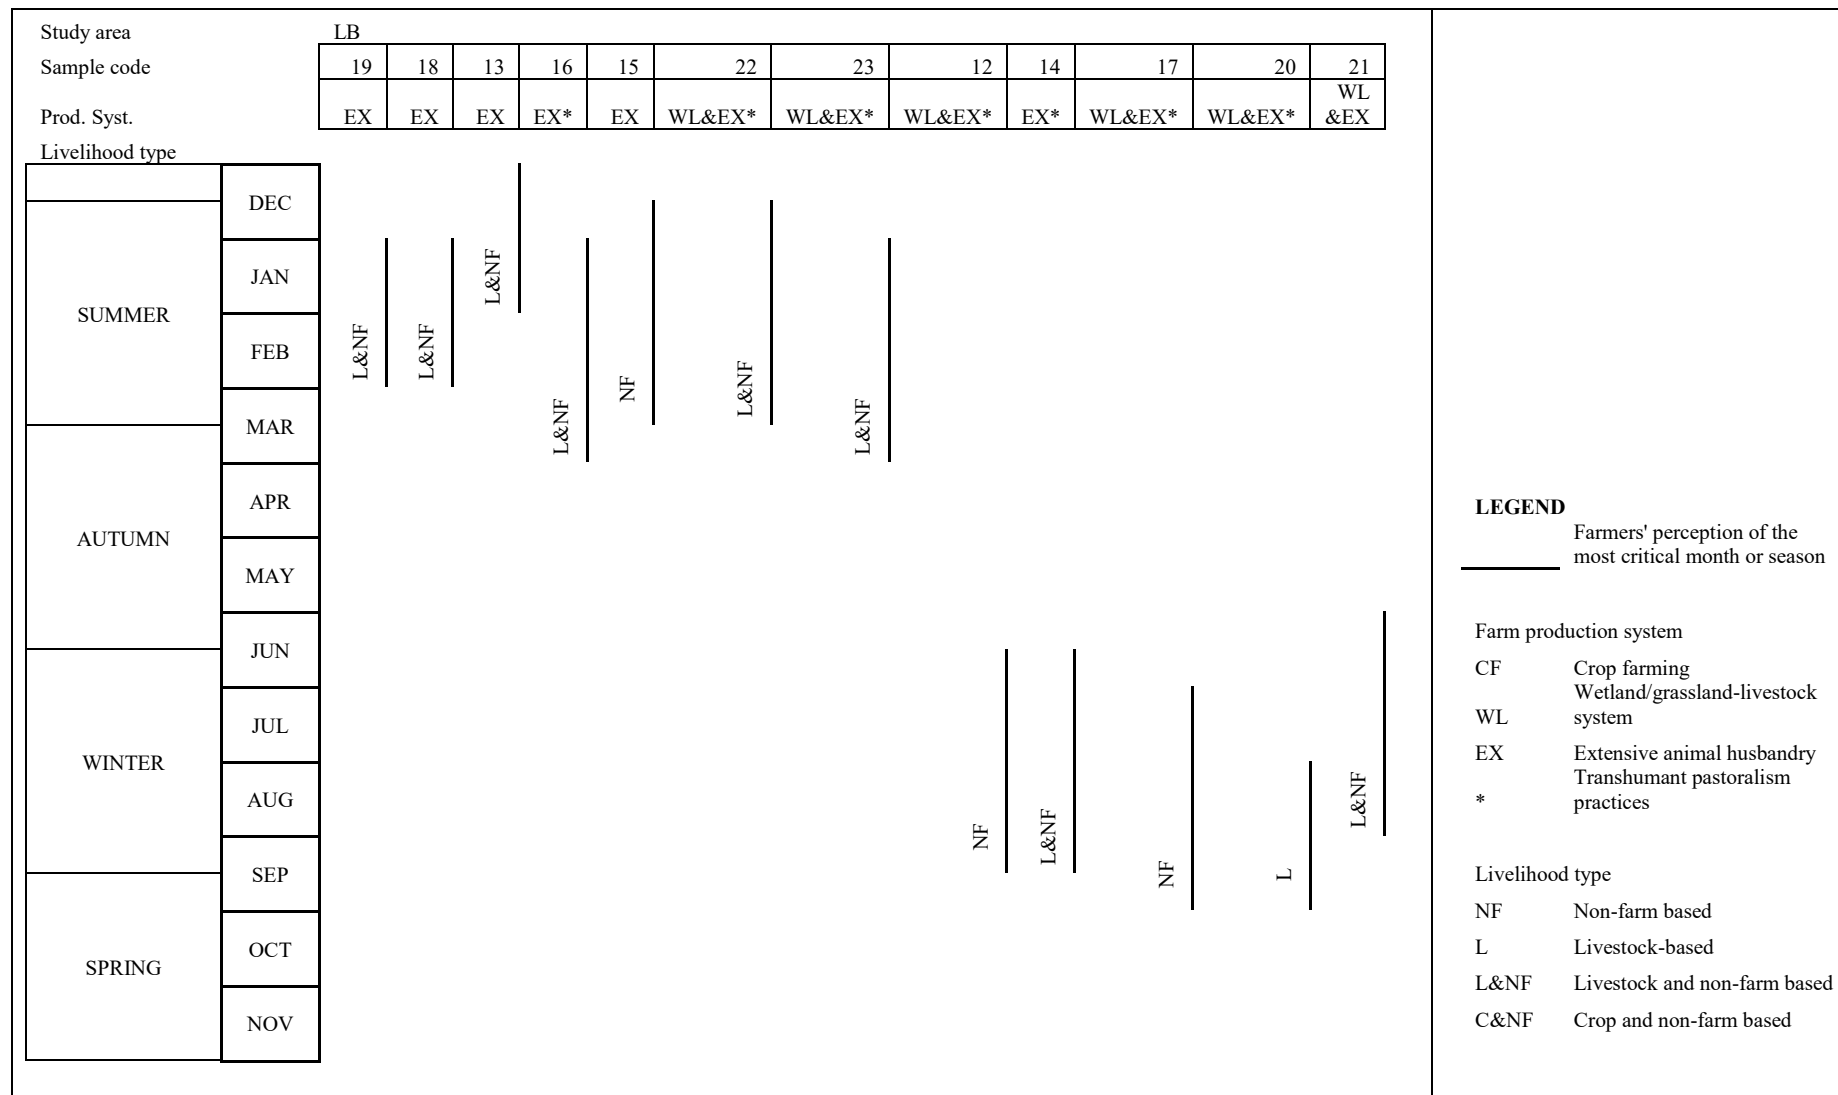 Study area LB
Sample code 19 18 13 16 15 22 23 12 14 17 20 21
Prod. Syst. EX EX EX EX* EX WL&EX* WL&EX* WL&EX* EX* WL&EX* WL&EX* WL
&EX
Livelihood type
DEC
JAN
SUMMER
FEB
MAR
APR
AUTUMN
MAY
JUN
JUL
WINTER
AUG
SEP
OCT
SPRING
NOV
L&NF
L&NF
L&NF
L&NF
NF
L&NF
L&NF
NF
L&NF
NF
L
L&NF
LEGEND
Farmers' perception of the
most critical month or season
Farm production system
CF Crop farming
Wetland/grassland-livestock
WL system
EX Extensive animal husbandry
Transhumant pastoralism
* practices
Livelihood type
NF Non-farm based
L Livestock-based
L&NF Livestock and non-farm based
C&NF Crop and non-farm based